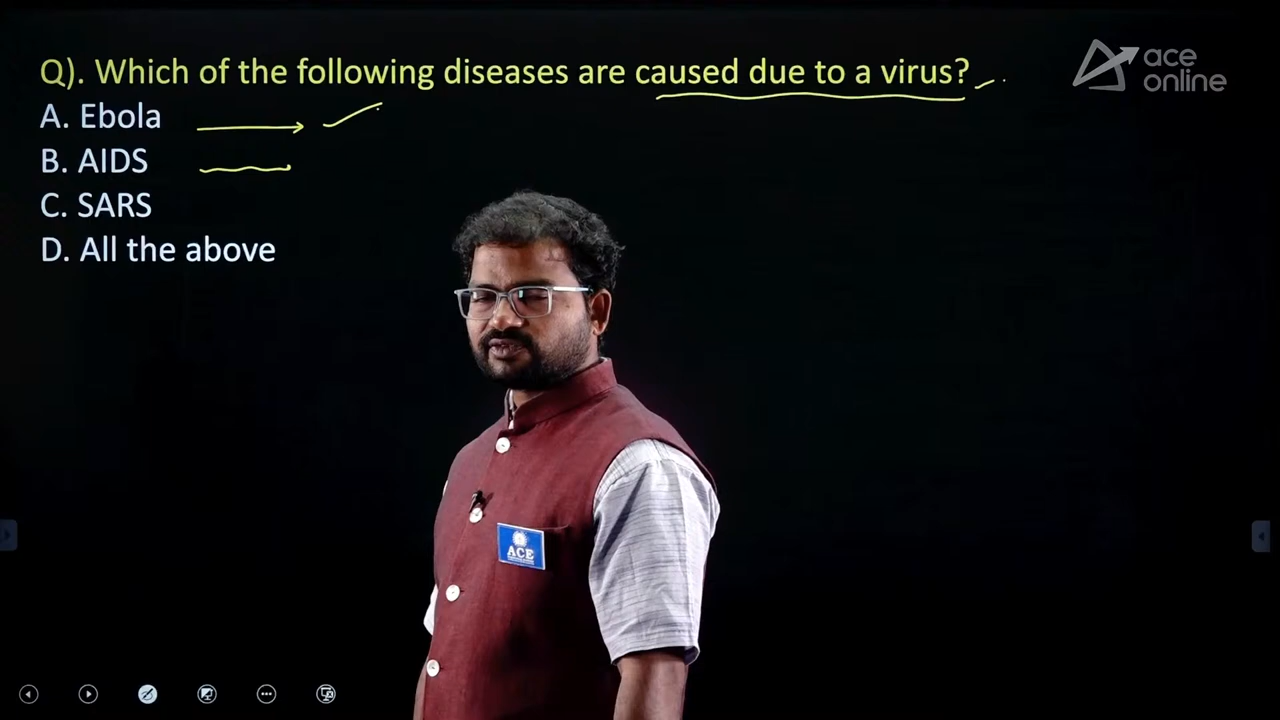 Q). Which of the following diseases are caused due to a virus?
A. Ebola
B. AIDS
C. SARS
D. All the above
ace
online
ACE